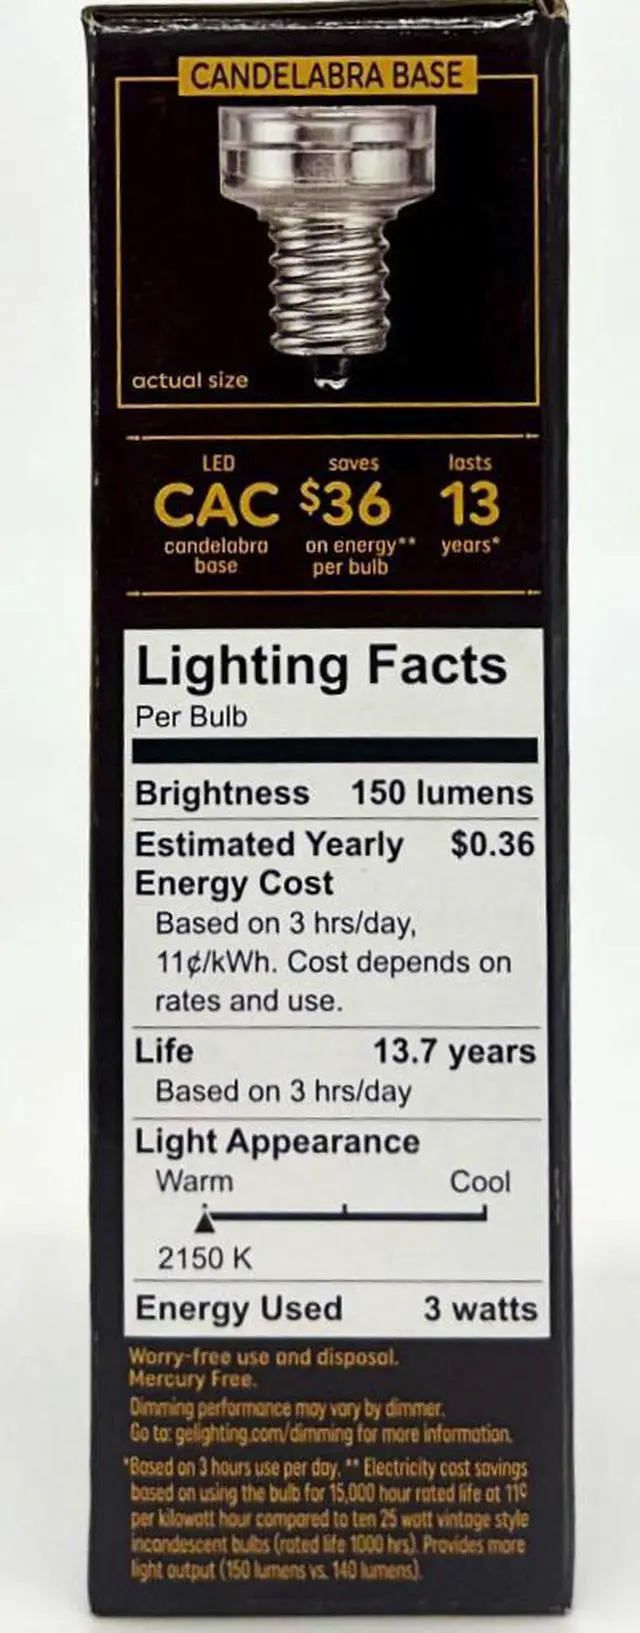 CANDELABRA BASE
actual size
LED
CAC
candelabra
base
saves
$36
on energy**
per bulb
lasts
13
years*
Lighting Facts
Per Bulb
Brightness 150 lumens
Estimated Yearly $0.36
Energy Cost
Based on 3 hrs/day,
11¢/kWh. Cost depends on
rates and use.
Life 13.7 years
Based on 3 hrs/day
Light Appearance
Warm Cool
2150 K
Energy Used 3 watts
Worry-free use and disposal.
Mercury Free.
Dimming performance may vary by dimmer.
Go to: gelighting.com/dimming for more information.
*Based on 3 hours use per day. ** Electricity cost savings
based on using the bulb for 15,000 hour rated life at 11¢
per kilowatt hour compared to ten 25 watt vintage style
incandescent bulbs (rated life 1000 hrs). Provides more
light output (150 lumens vs. 140 lumens).